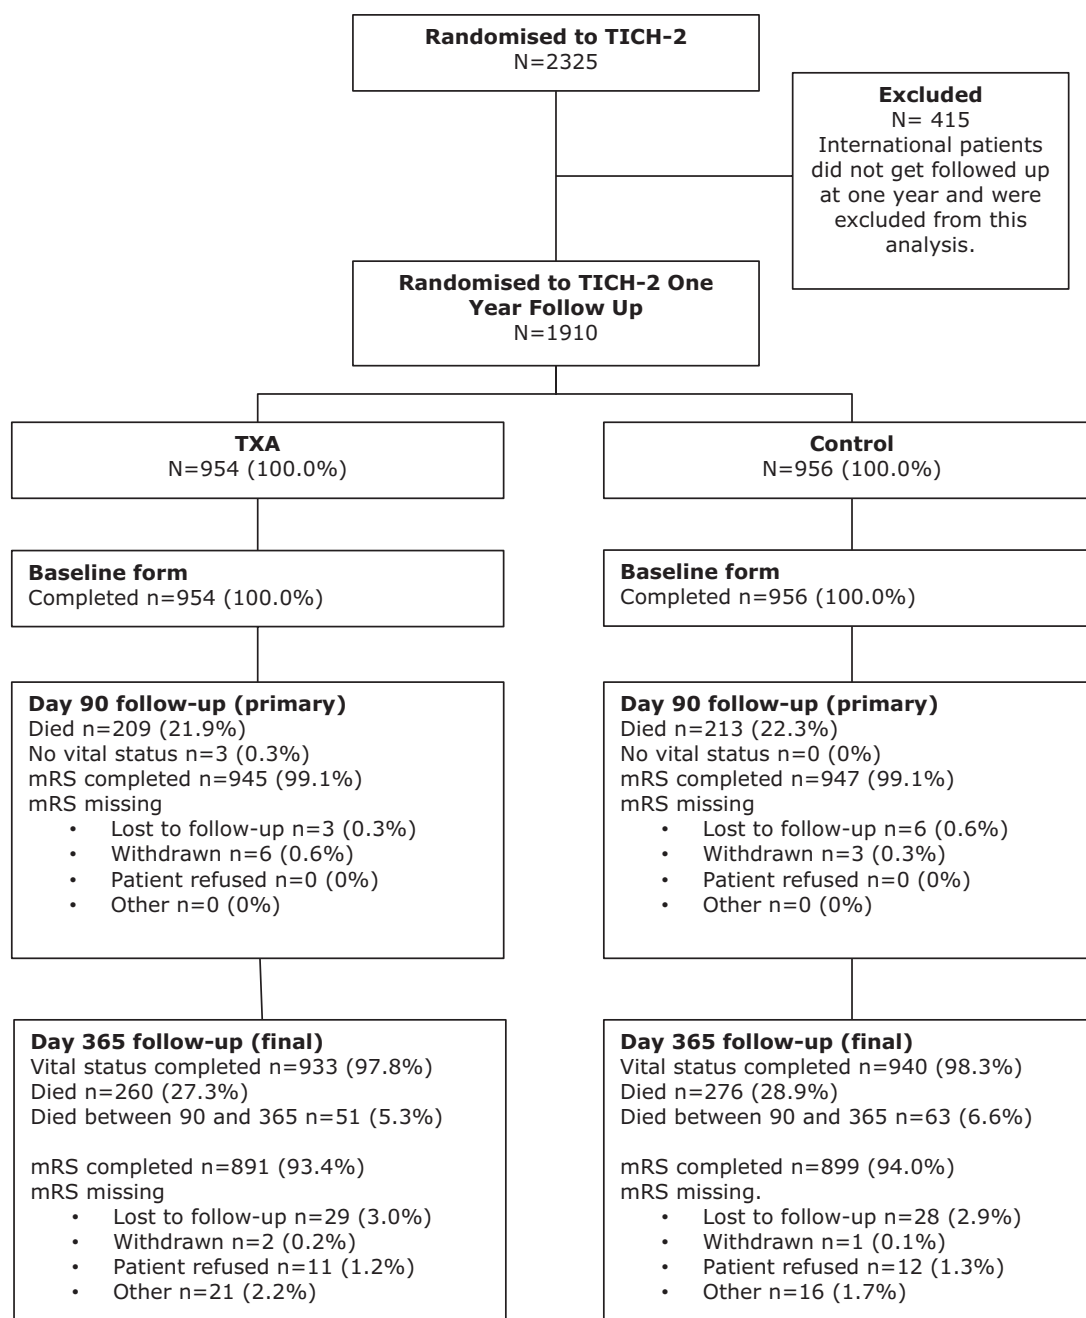 Randomised to TICH-2
N=2325
Excluded
N= 415
International patients
did not get followed up
at one year and were
excluded from this
analysis.
Randomised to TICH-2 One
Year Follow Up
N=1910
TXA
N=954 (100.0%)
Control
N=956 (100.0%)
Baseline form
Completed n=954 (100.0%)
Baseline form
Completed n=956 (100.0%)
Day 90 follow-up (primary)
Died n=209 (21.9%)
No vital status n=3 (0.3%)
mRS completed n=945 (99.1%)
mRS missing
• Lost to follow-up n=3 (0.3%)
• Withdrawn n=6 (0.6%)
• Patient refused n=0 (0%)
• Other n=0 (0%)
Day 90 follow-up (primary)
Died n=213 (22.3%)
No vital status n=0 (0%)
mRS completed n=947 (99.1%)
mRS missing
• Lost to follow-up n=6 (0.6%)
• Withdrawn n=3 (0.3%)
• Patient refused n=0 (0%)
• Other n=0 (0%)
Day 365 follow-up (final)
Vital status completed n=933 (97.8%)
Died n=260 (27.3%)
Died between 90 and 365 n=51 (5.3%)
mRS completed n=891 (93.4%)
mRS missing
• Lost to follow-up n=29 (3.0%)
• Withdrawn n=2 (0.2%)
• Patient refused n=11 (1.2%)
• Other n=21 (2.2%)
Day 365 follow-up (final)
Vital status completed n=940 (98.3%)
Died n=276 (28.9%)
Died between 90 and 365 n=63 (6.6%)
mRS completed n=899 (94.0%)
mRS missing.
• Lost to follow-up n=28 (2.9%)
• Withdrawn n=1 (0.1%)
• Patient refused n=12 (1.3%)
• Other n=16 (1.7%)